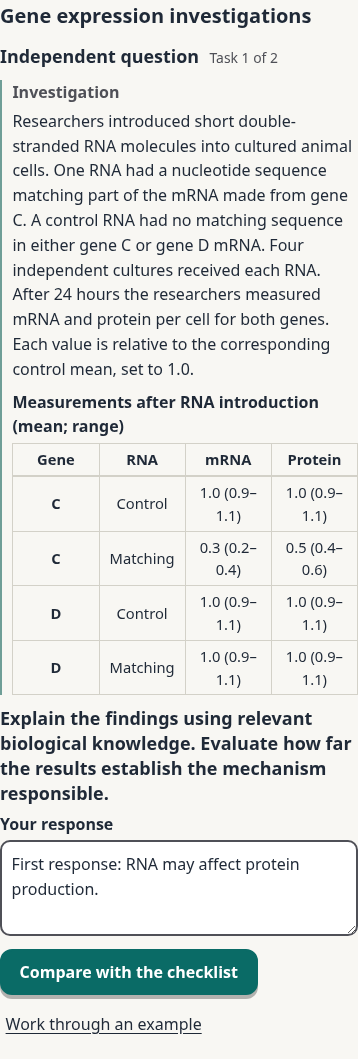 Gene expression investigations
Independent question Task 1 of 2
Investigation
Researchers introduced short double-
stranded RNA molecules into cultured animal
cells. One RNA had a nucleotide sequence
matching part of the mRNA made from gene
C. A control RNA had no matching sequence
in either gene C or gene D mRNA. Four
independent cultures received each RNA.
After 24 hours the researchers measured
mRNA and protein per cell for both genes.
Each value is relative to the corresponding
control mean, set to 1.0.
Measurements after RNA introduction
(mean; range)
Gene RNA mRNA Protein
C Control 1.0 (0.9–1.1) 1.0 (0.9–1.1)
C Matching 0.3 (0.2–0.4) 0.5 (0.4–0.6)
D Control 1.0 (0.9–1.1) 1.0 (0.9–1.1)
D Matching 1.0 (0.9–1.1) 1.0 (0.9–1.1)
Explain the findings using relevant
biological knowledge. Evaluate how far
the results establish the mechanism
responsible.
Your response
First response: RNA may affect protein
production.
Compare with the checklist
Work through an example